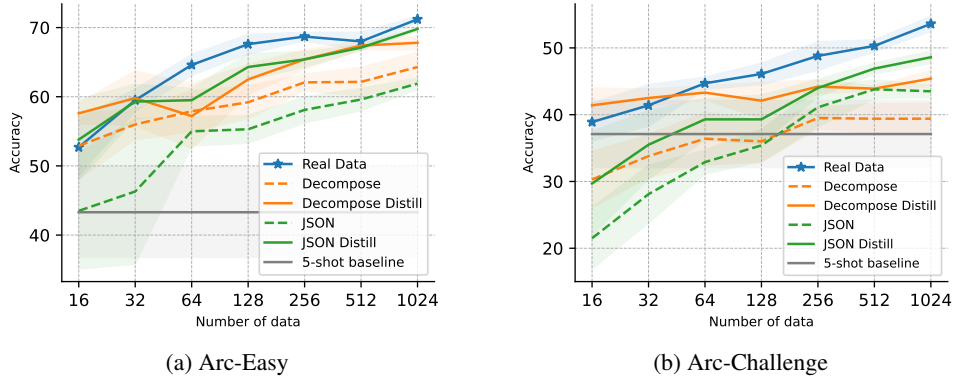 70
60
50
40
Accuracy
Real Data
Decompose
Decompose Distill
JSON
JSON Distill
5-shot baseline
16 32 64 128 256 512 1024
Number of data
(a) Arc-Easy
50
40
30
20
Accuracy
Real Data
Decompose
Decompose Distill
JSON
JSON Distill
5-shot baseline
16 32 64 128 256 512 1024
Number of data
(b) Arc-Challenge